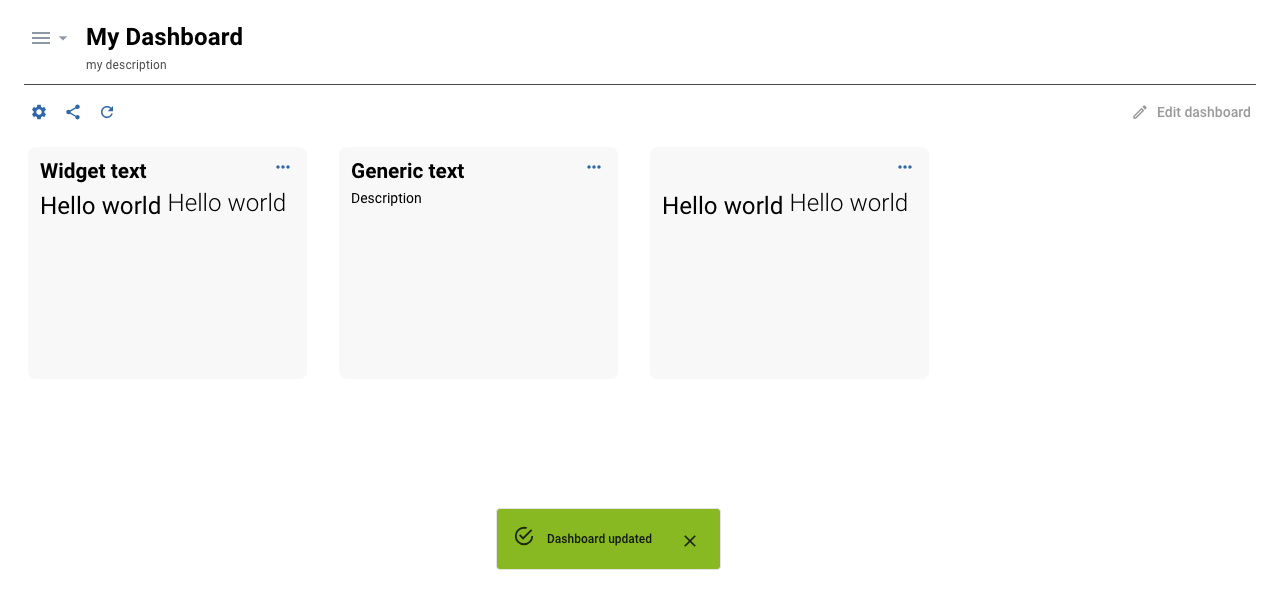 My Dashboard
my description
Edit dashboard
Widget text
Hello world Hello world
Generic text
Description
Hello world Hello world
Dashboard updated